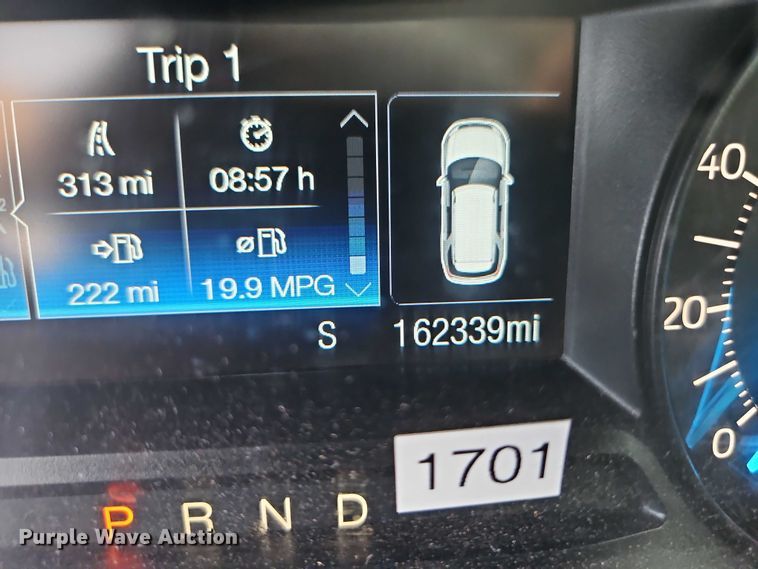 Trip 1
313 mi
08:57 h
222 mi
ø
19.9 MPG
S
162339mi
40
20
0
1701
P R N D
Purple Wave Auction